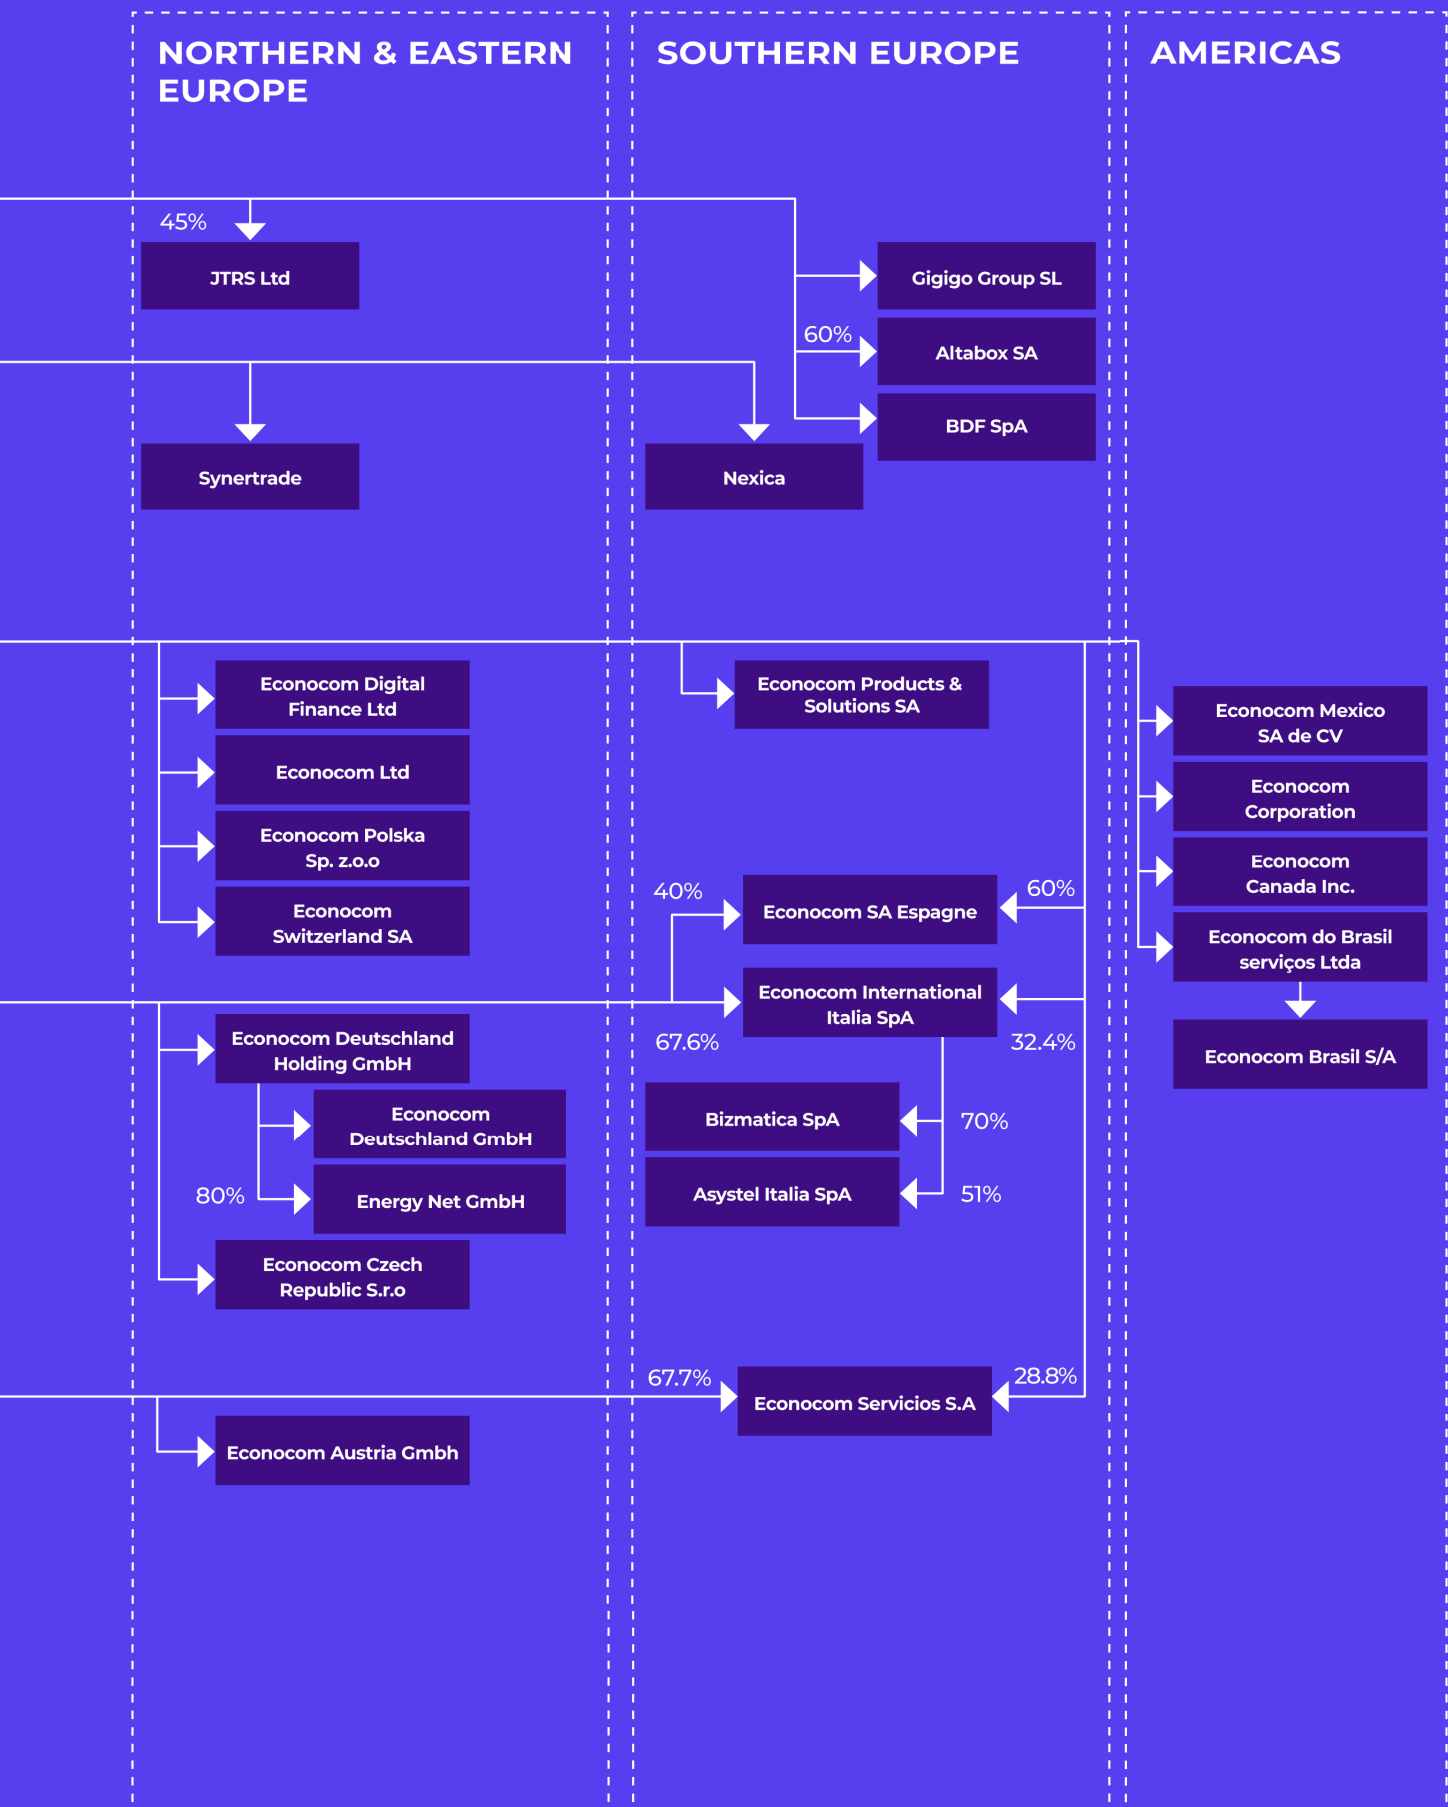 NORTHERN & EASTERN
EUROPE
45%
JTRS Ltd
Synertrade
Econocom Digital
Finance Ltd
Econocom Ltd
Econocom Polska
Sp. z.o.o
Econocom
Switzerland SA
Econocom Deutschland
Holding GmbH
Econocom
Deutschland GmbH
80%
Energy Net GmbH
Econocom Czech
Republic S.r.o
Econocom Austria Gmbh
SOUTHERN EUROPE
Gigigo Group SL
60%
Altabox SA
BDF SpA
Nexica
Econocom Products &
Solutions SA
40%
Econocom SA Espagne
60%
Econocom International
Italia SpA
67.6%
32.4%
Bizmatica SpA
70%
Asystel Italia SpA
51%
67.7%
Econocom Servicios S.A
28.8%
AMERICAS
Econocom Mexico
SA de CV
Econocom
Corporation
Econocom
Canada Inc.
Econocom do Brasil
serviços Ltda
Econocom Brasil S/A